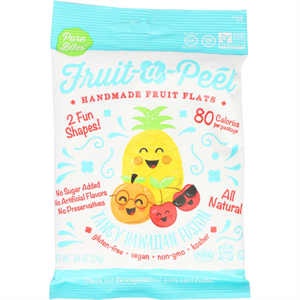 Pure
Bites
Fruit-a-Peel
HANDMADE FRUIT FLATS
2 Fun
Shapes!
80 Calories
per package
No Sugar Added
No Artificial Flavors
No Preservatives
All
Natural
TANGY HAWAIIAN FUSION
gluten-free • vegan • non-gmo • kosher